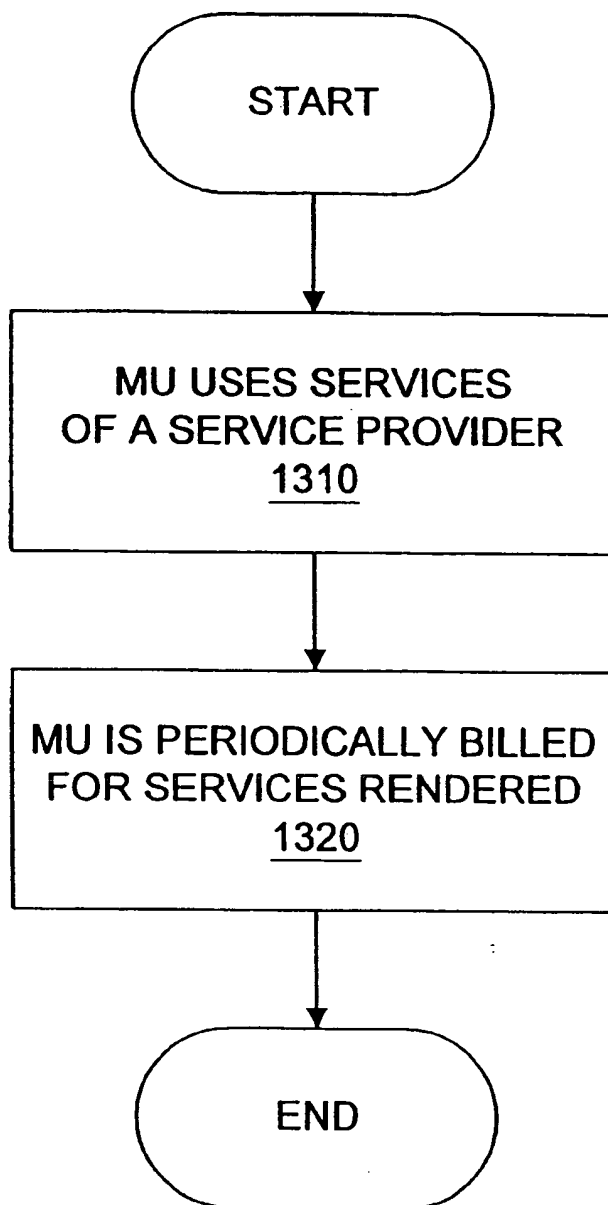 START
MU USES SERVICES
OF A SERVICE PROVIDER
1310
MU IS PERIODICALLY BILLED
FOR SERVICES RENDERED
1320
END